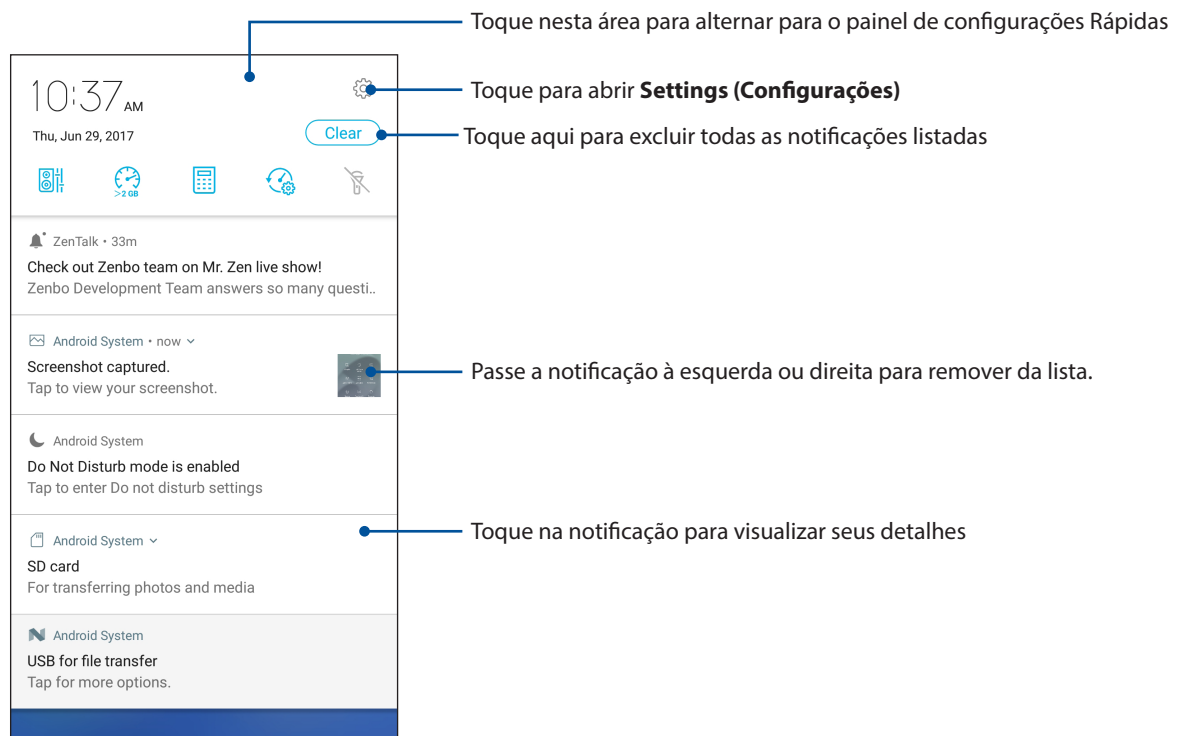 Toque nesta área para alternar para o painel de configurações Rápidas
10:37 AM
Toque para abrir Settings (Configurações)
Thu, Jun 29, 2017
Clear
Toque aqui para excluir todas as notificações listadas
>2 GB
ZenTalk • 33m
Check out Zenbo team on Mr. Zen live show!
Zenbo Development Team answers so many questi..
Android System • now
Screenshot captured.
Tap to view your screenshot.
Passe a notificação à esquerda ou direita para remover da lista.
Android System
Do Not Disturb mode is enabled
Tap to enter Do not disturb settings
Toque na notificação para visualizar seus detalhes
Android System
SD card
For transferring photos and media
Android System
USB for file transfer
Tap for more options.